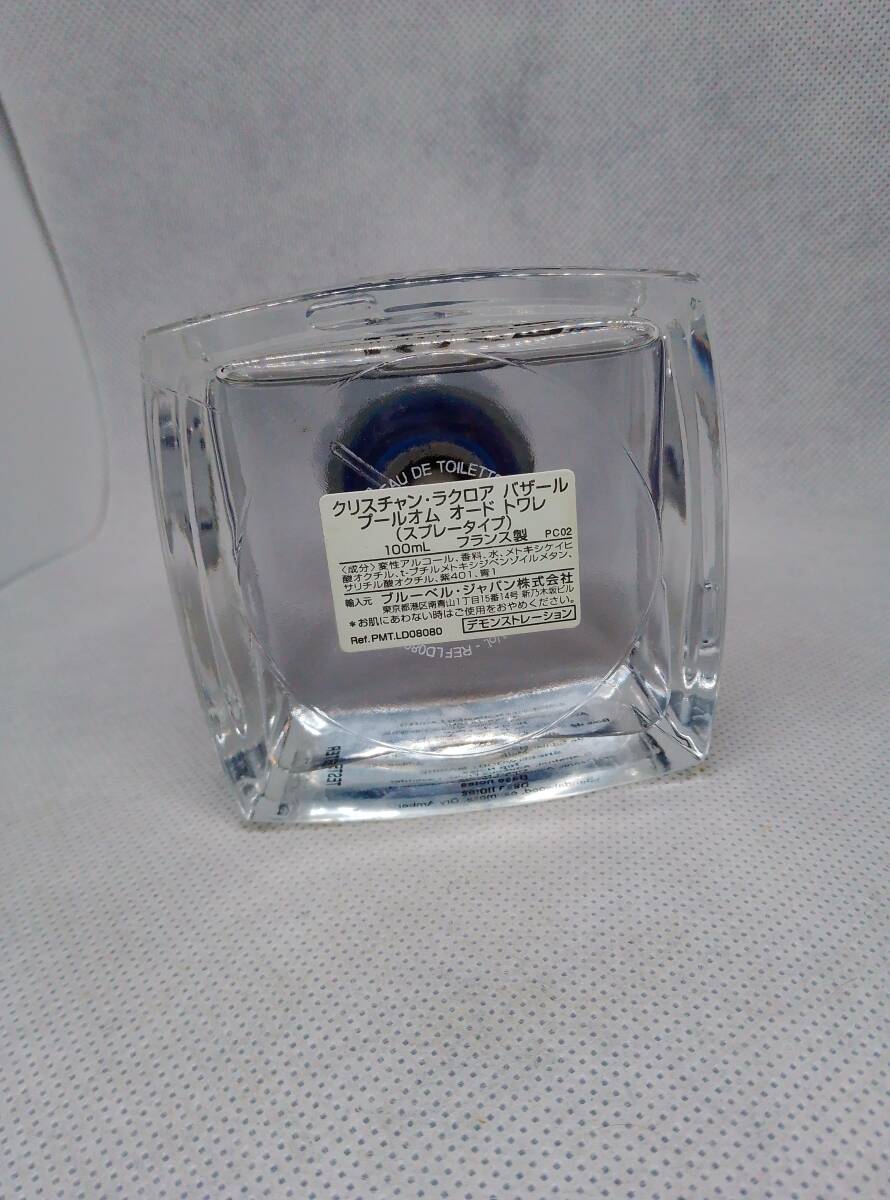 EAU DE TOILETTE
クリスチャン・ラクロア バザール
プールオム オード トワレ
(スプレータイプ)
100mL フランス製 PC02
〈成分〉変性アルコール、香料、水、メトキシケイヒ
酸オクチル、t-ブチルメトキシジベンゾイルメタン、
サリチル酸オクチル、紫401、青1
輸入元 ブルーベル・ジャパン株式会社
東京都港区南青山1丁目15番14号 新乃木坂ビル
*お肌にあわない時はご使用をおやめください。
Ref.PMT.LD08080 デモンストレーション
Vol. - REF.LD080
TESTER
Base notes